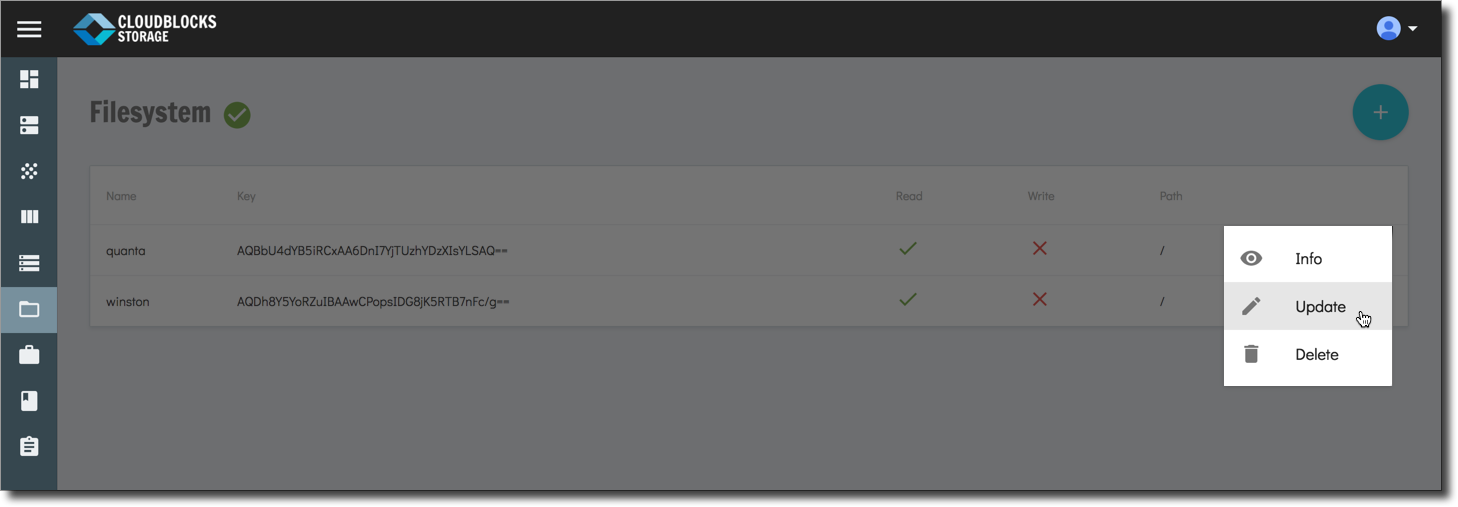 CLOUDBLOCKS
STORAGE
Filesystem
Name Key Read Write Path
quanta AQBbU4dYB5iRCxAA6DnI7YjTUzhYDzXIsYLSAQ== /
winston AQDh8Y5YoRZuIBAAwCPopsIDG8jK5RTB7nFc/g== /
Info
Update
Delete